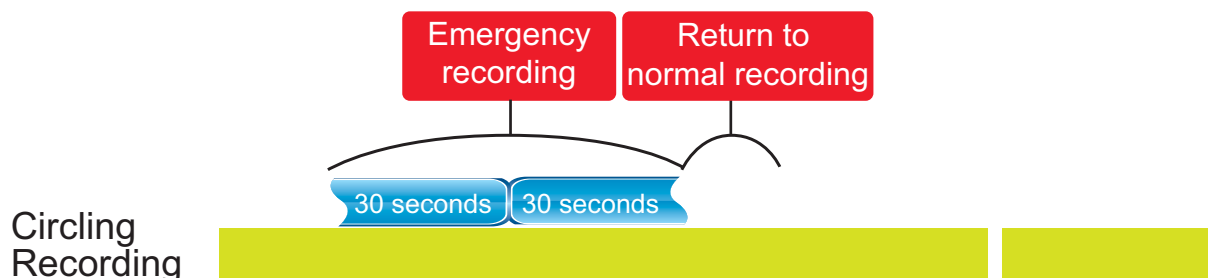 Emergency
recording
Return to
normal recording
30 seconds
30 seconds
Circling
Recording